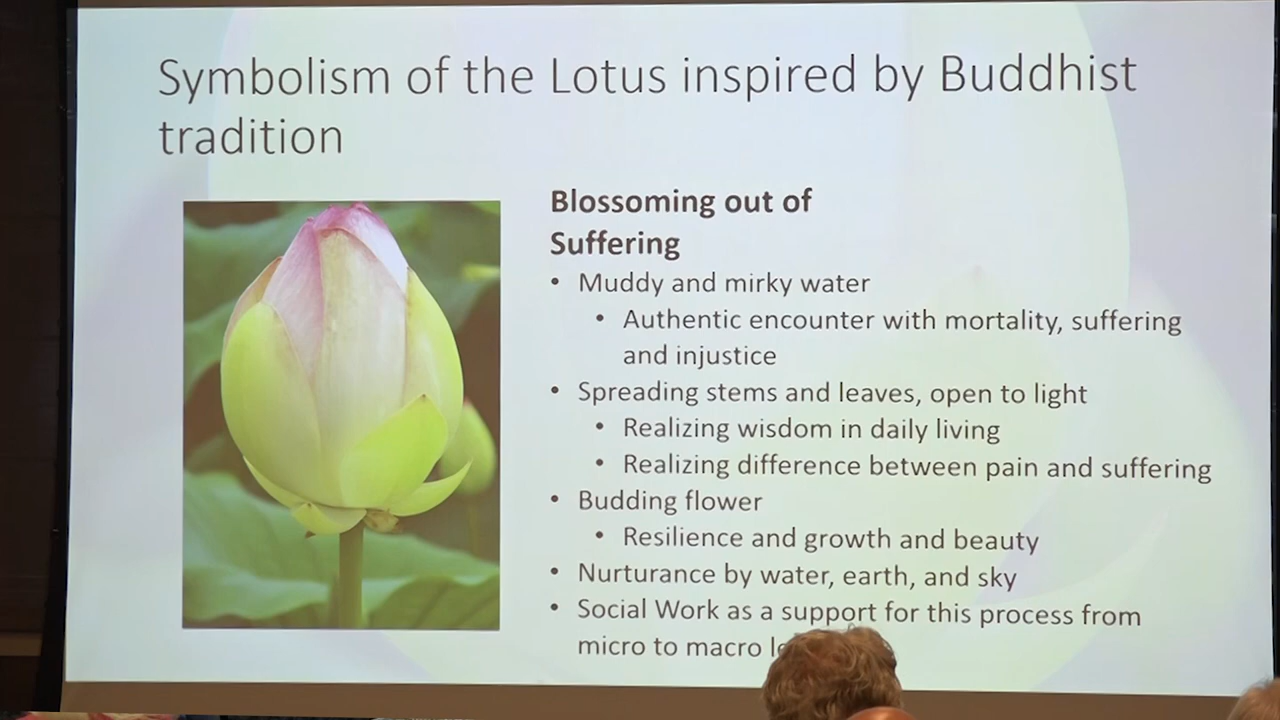 Symbolism of the Lotus inspired by Buddhist
tradition
Blossoming out of
Suffering
• Muddy and mirky water
• Authentic encounter with mortality, suffering
and injustice
• Spreading stems and leaves, open to light
• Realizing wisdom in daily living
• Realizing difference between pain and suffering
• Budding flower
• Resilience and growth and beauty
• Nurturance by water, earth, and sky
• Social Work as a support for this process from
micro to macro